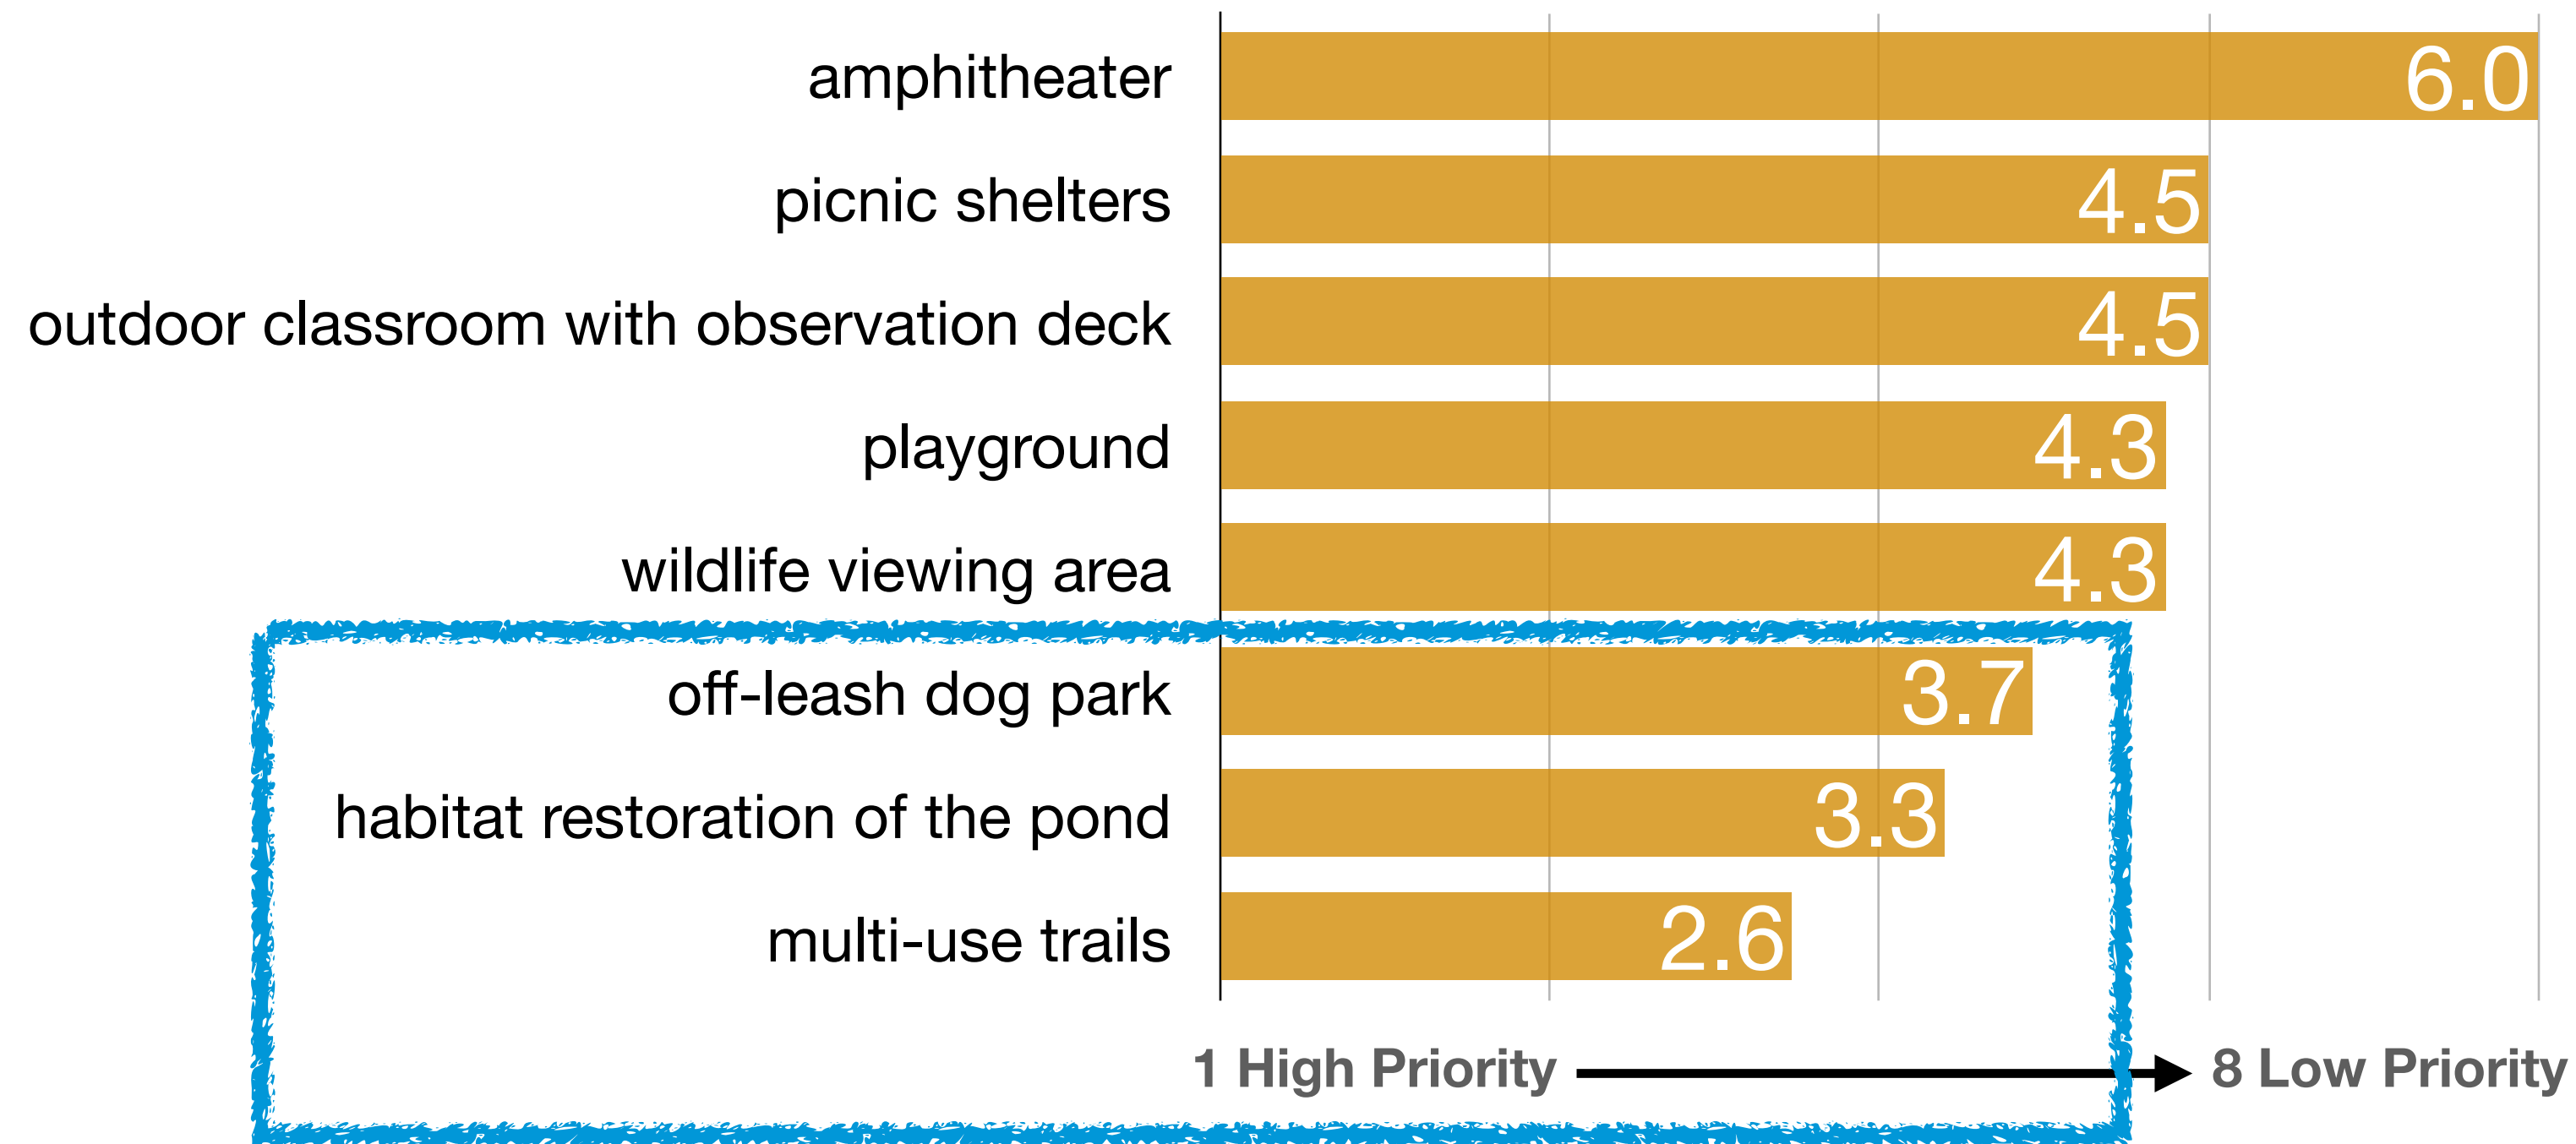 amphitheater 6.0
picnic shelters 4.5
outdoor classroom with observation deck 4.5
playground 4.3
wildlife viewing area 4.3
off-leash dog park 3.7
habitat restoration of the pond 3.3
multi-use trails 2.6
1 High Priority 8 Low Priority